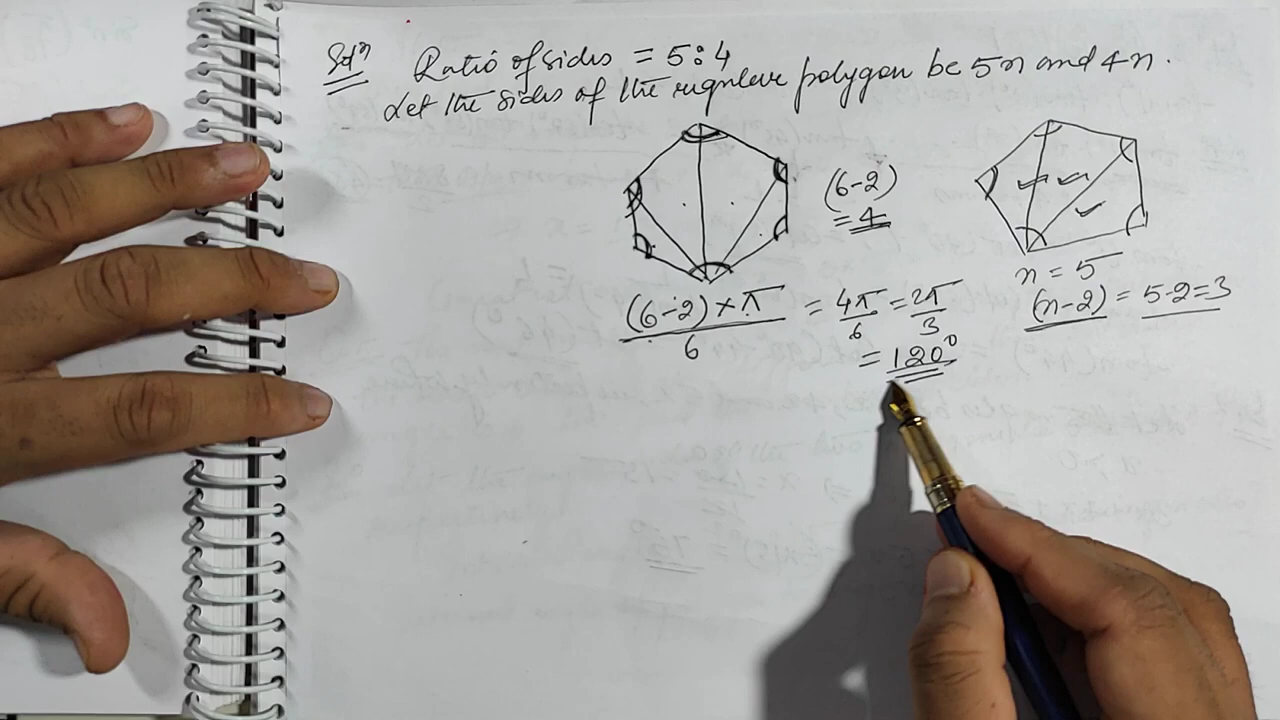 Solⁿ Ratio of sides = 5:4
Let the sides of the regular polygon be 5n and 4n.
(6-2)
= 4
n = 5
(6-2) × π / 6 = 4π / 6 = 2π / 3
(n-2) = 5-2=3
= 120°